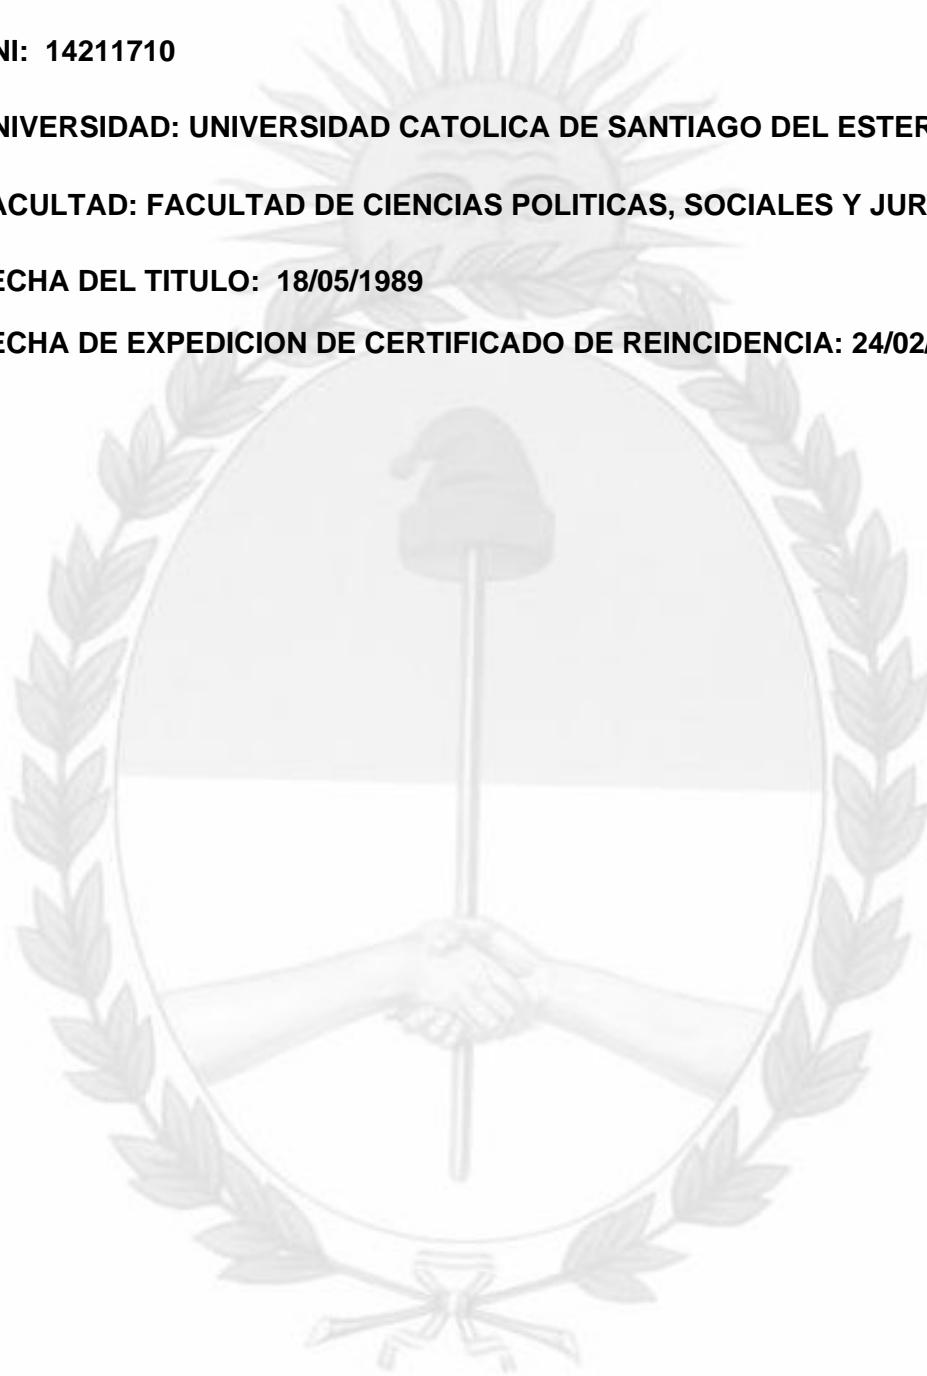 NI: 14211710
NIVERSIDAD: UNIVERSIDAD CATOLICA DE SANTIAGO DEL ESTER
ACULTAD: FACULTAD DE CIENCIAS POLITICAS, SOCIALES Y JUR
ECHA DEL TITULO: 18/05/1989
ECHA DE EXPEDICION DE CERTIFICADO DE REINCIDENCIA: 24/02/